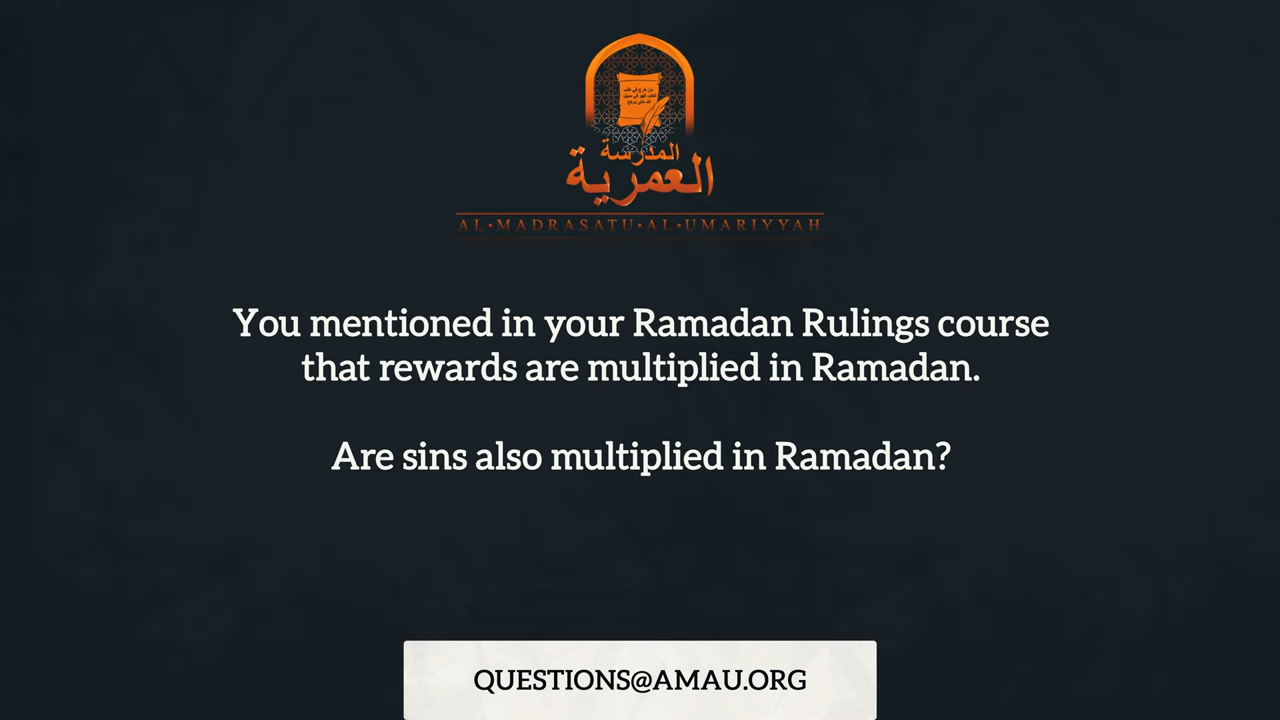 المدرسة
العمرية
AL•MADRASATU•AL•UMARIYYAH
You mentioned in your Ramadan Rulings course
that rewards are multiplied in Ramadan.
Are sins also multiplied in Ramadan?
QUESTIONS@AMAU.ORG